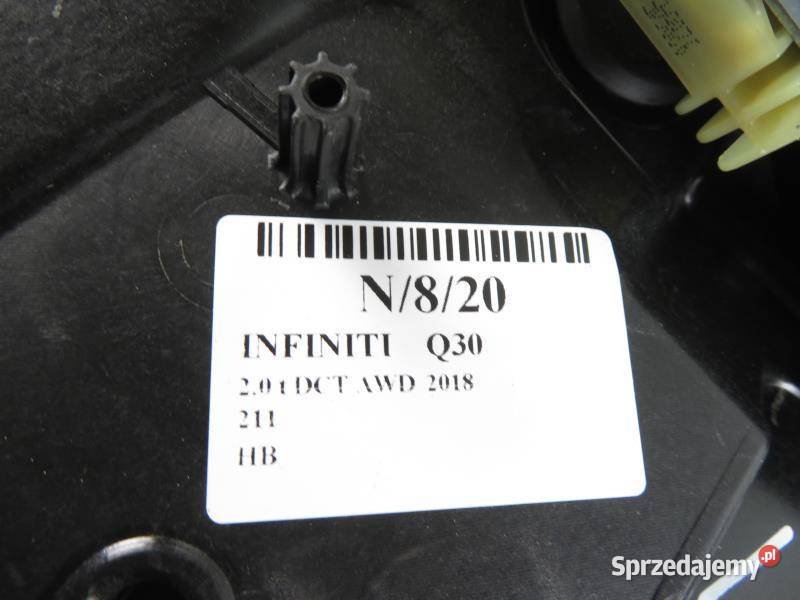 N/8/20
INFINITI Q30
2.0 t DCT AWD 2018
211
HB
Sprzedajemy.pl